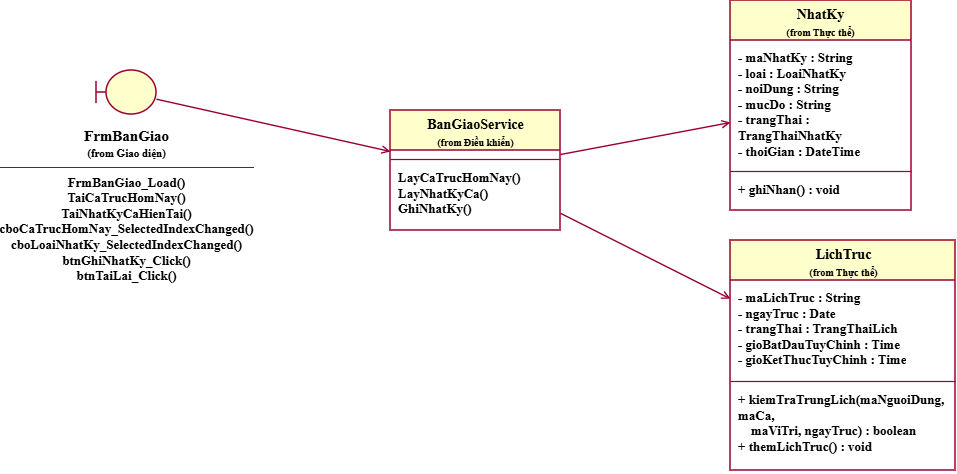 FrmBanGiao
(from Giao diện)
FrmBanGiao_Load()
TaiCaTrucHomNay()
TaiNhatKyCaHienTai()
cboCaTrucHomNay_SelectedIndexChanged()
cboLoaiNhatKy_SelectedIndexChanged()
btnGhiNhatKy_Click()
btnTaiLai_Click()
BanGiaoService
(from Điều khiển)
LayCaTrucHomNay()
LayNhatKyCa()
GhiNhatKy()
NhatKy
(from Thực thể)
- maNhatKy : String
- loai : LoaiNhatKy
- noiDung : String
- mucDo : String
- trangThai :
TrangThaiNhatKy
- thoiGian : DateTime
+ ghiNhan() : void
LichTruc
(from Thực thể)
- maLichTruc : String
- ngayTruc : Date
- trangThai : TrangThaiLich
- gioBatDauTuyChinh : Time
- gioKetThucTuyChinh : Time
+ kiemTraTrungLich(maNguoiDung,
maCa,
maViTri, ngayTruc) : boolean
+ themLichTruc() : void